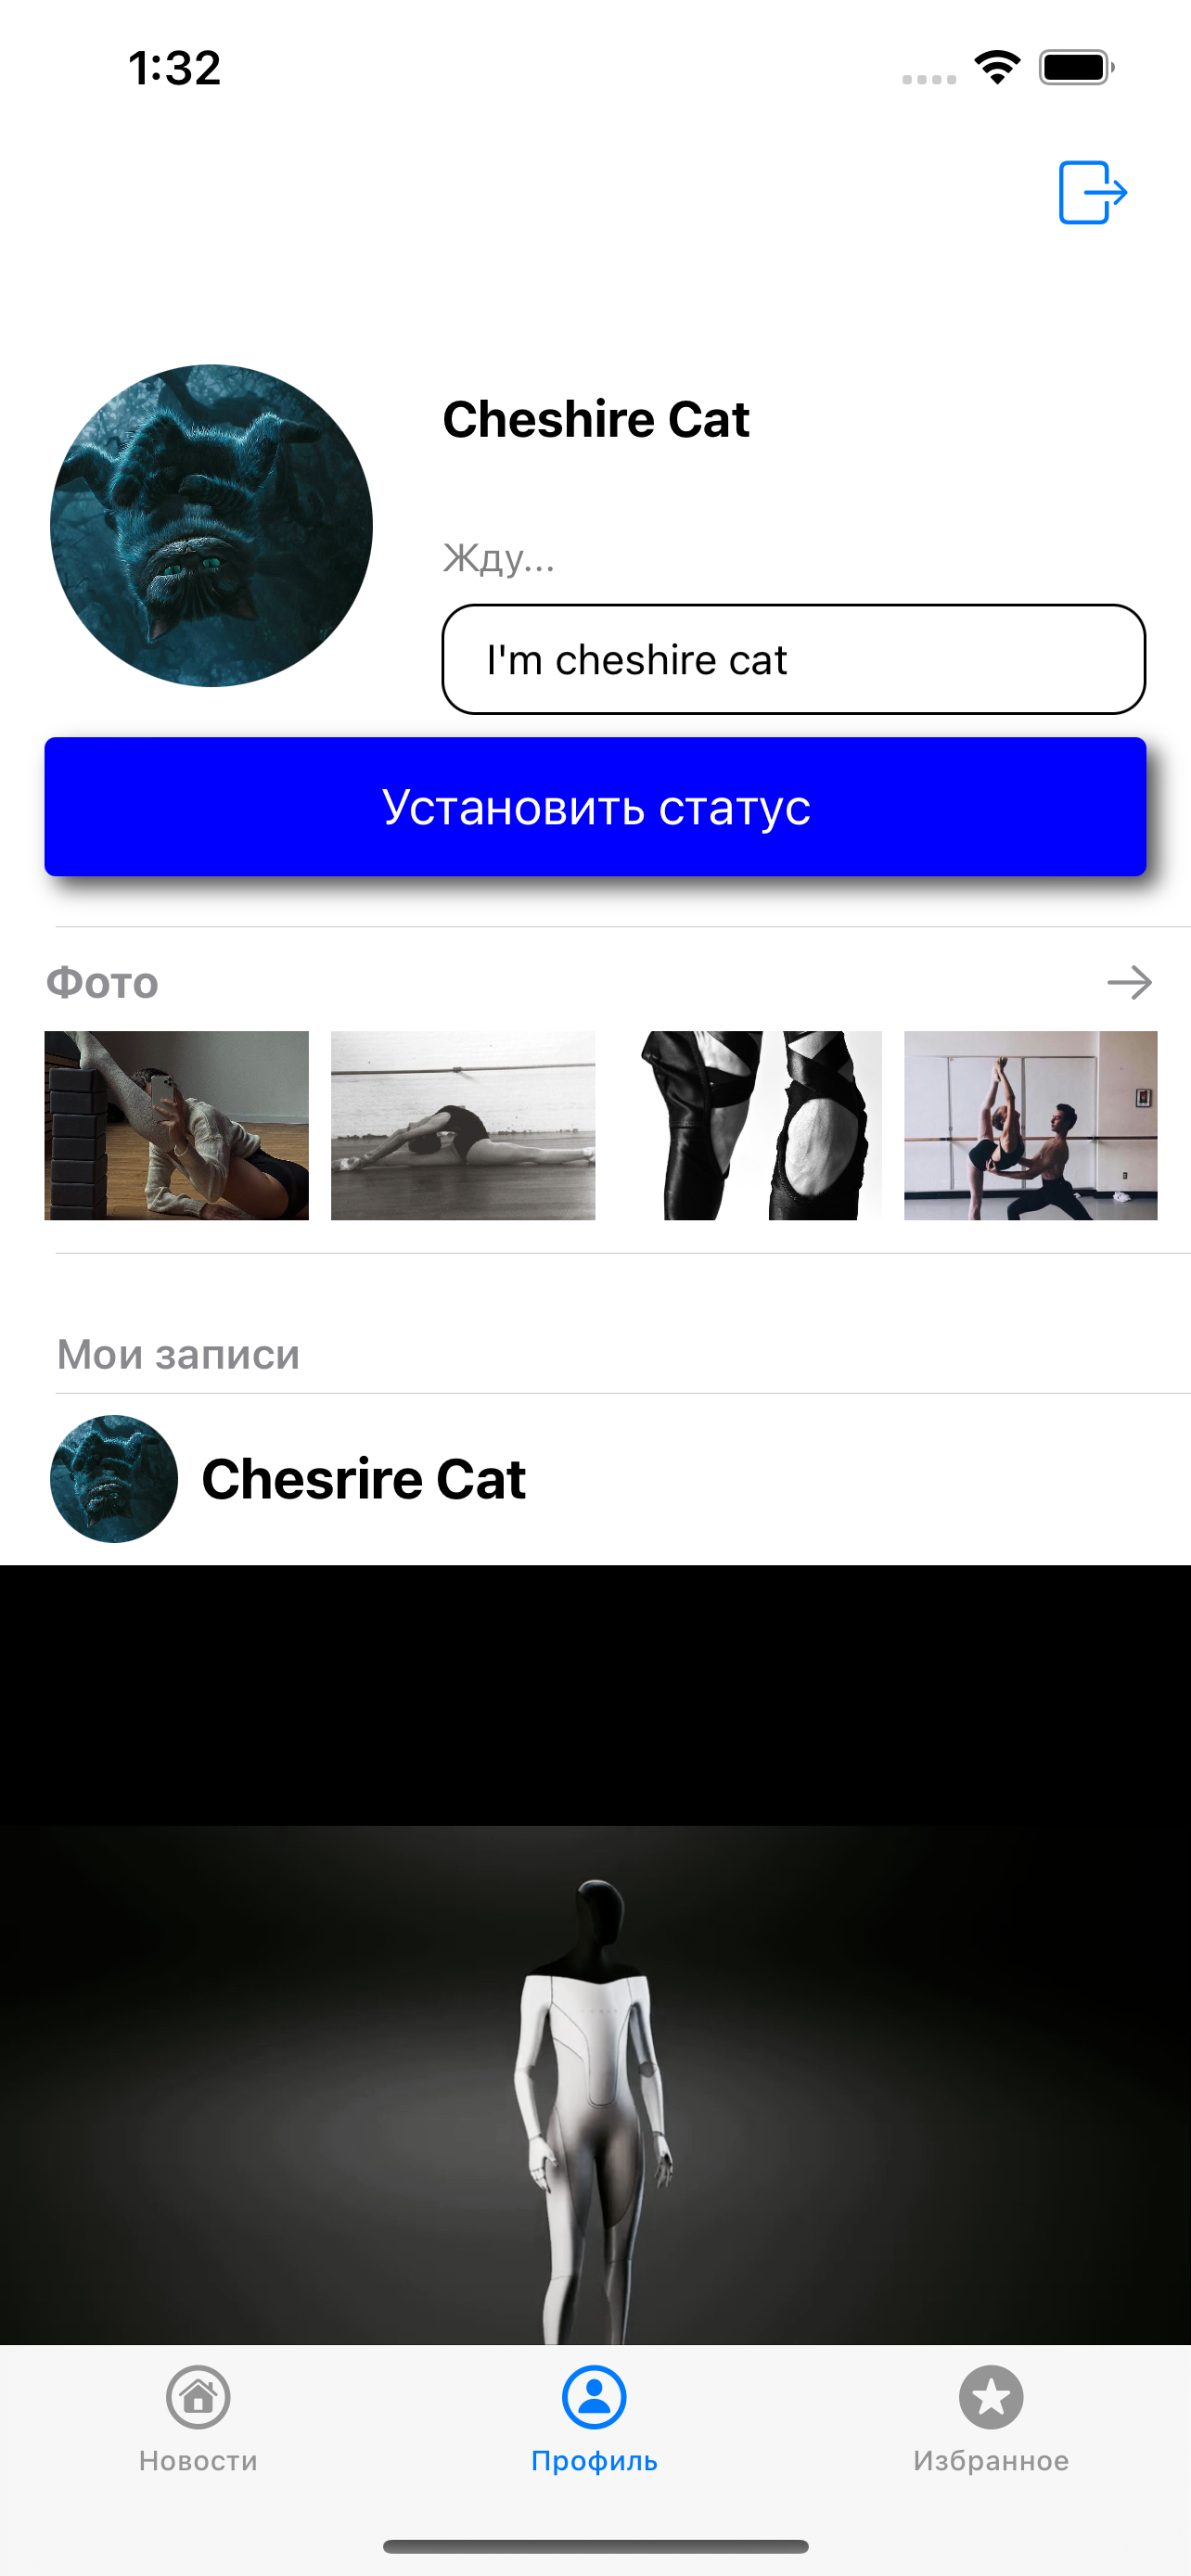 1:32
Cheshire Cat
Жду...
I'm cheshire cat
Установить статус
Фото
Мои записи
Chesrire Cat
Новости
Профиль
Избранное